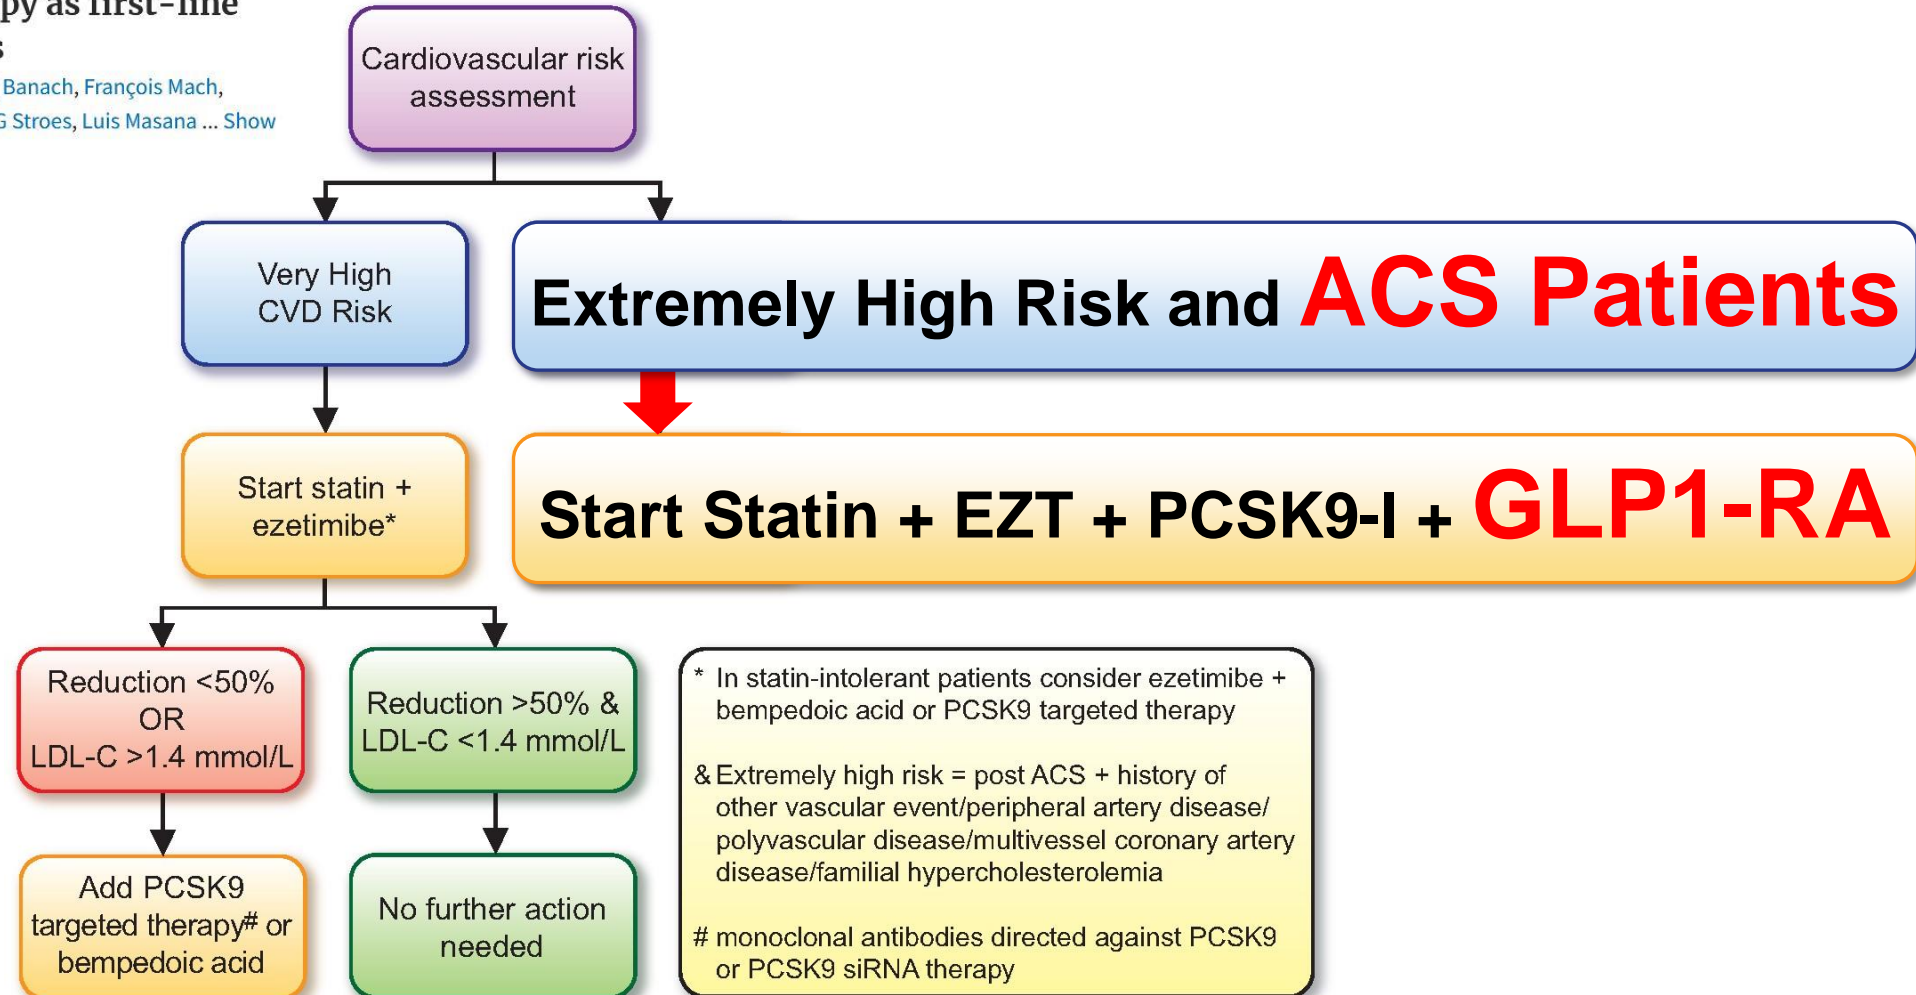 as first-line
Banach, François Mach,
Stroes, Luis Masana ... Show
Cardiovascular risk
assessment
Very High
CVD Risk
Extremely High Risk and ACS Patients
Start statin +
ezetimibe*
Start Statin + EZT + PCSK9-I + GLP1-RA
Reduction <50%
OR
LDL-C >1.4 mmol/L
Reduction >50% &
LDL-C <1.4 mmol/L
Add PCSK9
targeted therapy# or
bempedoic acid
No further action
needed
* In statin-intolerant patients consider ezetimibe +
bempedoic acid or PCSK9 targeted therapy
& Extremely high risk = post ACS + history of
other vascular event/peripheral artery disease/
polyvascular disease/multivessel coronary artery
disease/familial hypercholesterolemia
# monoclonal antibodies directed against PCSK9
or PCSK9 siRNA therapy